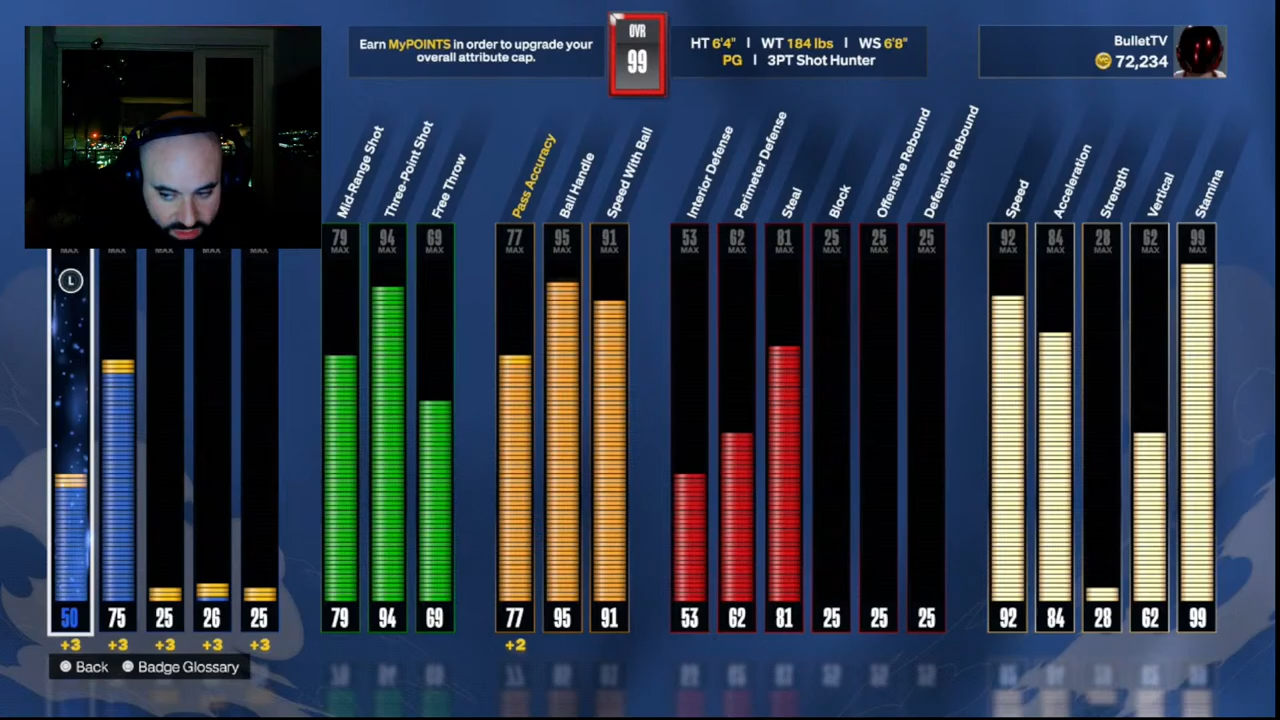 Earn MyPOINTS in order to upgrade your
overall attribute cap.
OVR
99
HT 6'4" | WT 184 lbs | WS 6'8"
PG | 3PT Shot Hunter
BulletTV
VC 72,234
Mid-Range Shot
Three-Point Shot
Free Throw
Pass Accuracy
Ball Handle
Speed With Ball
Interior Defense
Perimeter Defense
Steal
Block
Offensive Rebound
Defensive Rebound
Speed
Acceleration
Strength
Vertical
Stamina
79 94 69 77 95 91 53 62 81 25 25 25 92 84 28 62 99
MAX MAX MAX MAX MAX MAX MAX MAX MAX MAX MAX MAX MAX MAX MAX MAX MAX MAX MAX MAX MAX MAX
L
50 75 25 26 25 79 94 69 77 95 91 53 62 81 25 25 25 92 84 28 62 99
+3 +3 +3 +3 +3 +2
Back Badge Glossary